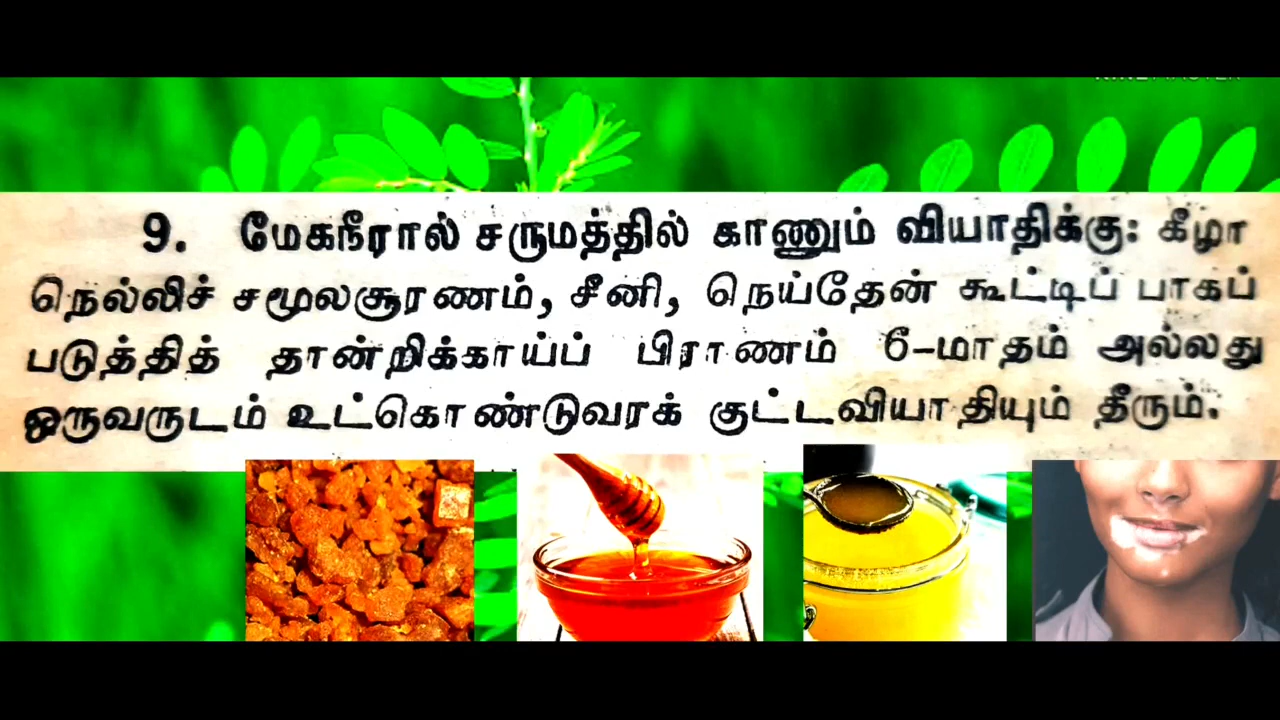 9. மேகநீரால் சருமத்தில் காணும் வியாதிக்கு: கீழா
நெல்லிச் சமூலசூரணம், சீனி, நெய்தேன் கூட்டிப் பாகப்
படுத்தித் தான்றிக்காய்ப் பிராணம் 6-மாதம் அல்லது
ஒருவருடம் உட்கொண்டுவரக் குட்டவியாதியும் தீரும்.